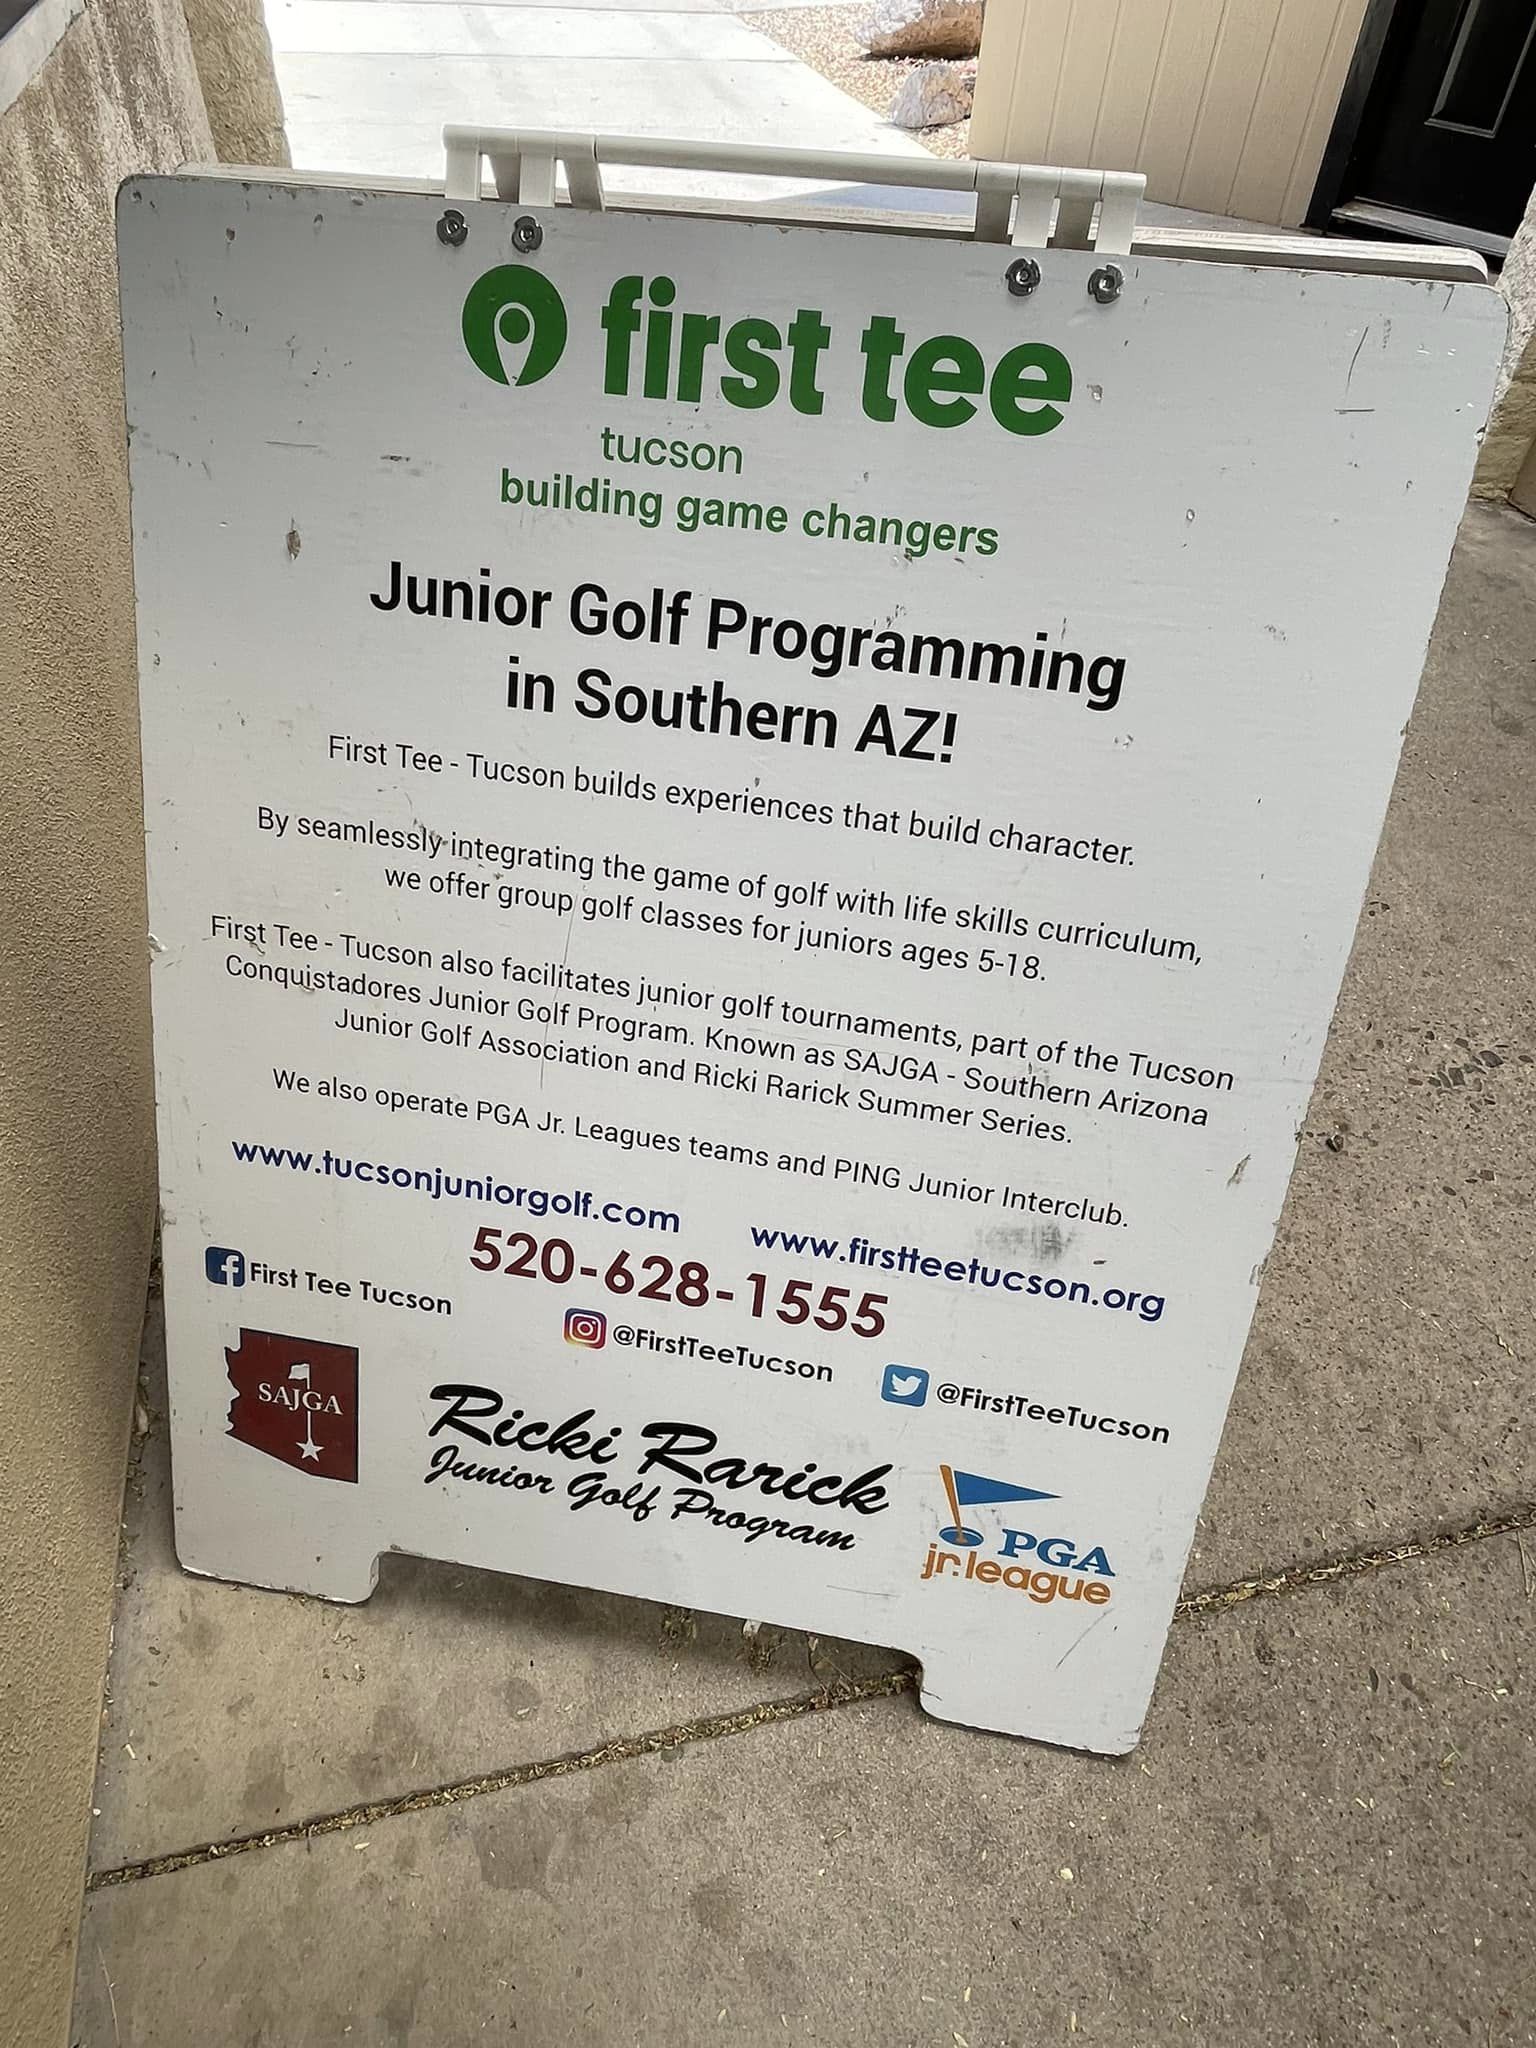 first tee
tucson
building game changers
Junior Golf Programming
in Southern AZ!
First Tee - Tucson builds experiences that build character.
By seamlessly integrating the game of golf with life skills curriculum,
we offer group golf classes for juniors ages 5-18.
First Tee - Tucson also facilitates junior golf tournaments, part of the Tucson
Conquistadores Junior Golf Program. Known as SAJGA - Southern Arizona
Junior Golf Association and Ricki Rarick Summer Series.
We also operate PGA Jr. Leagues teams and PING Junior Interclub.
www.tucsonjuniorgolf.com www.firstteetucson.org
520-628-1555
First Tee Tucson @FirstTeeTucson @FirstTeeTucson
SAJGA
Ricki Rarick
Junior Golf Program
PGA
jr.league